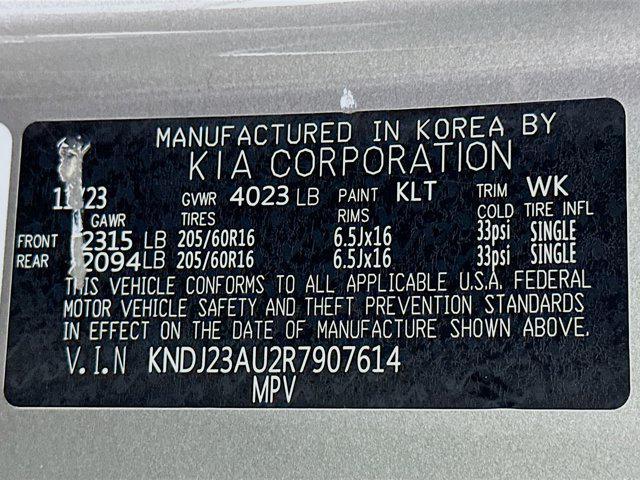 MANUFACTURED IN KOREA BY
KIA CORPORATION
11/23 GVWR 4023 LB PAINT KLT TRIM WK
GAWR TIRES RIMS COLD TIRE INFL
FRONT 2315 LB 205/60R16 6.5Jx16 33psi SINGLE
REAR 2094 LB 205/60R16 6.5Jx16 33psi SINGLE
THIS VEHICLE CONFORMS TO ALL APPLICABLE U.S.A. FEDERAL
MOTOR VEHICLE SAFETY AND THEFT PREVENTION STANDARDS
IN EFFECT ON THE DATE OF MANUFACTURE SHOWN ABOVE.
V.I.N KNDJ23AU2R7907614
MPV